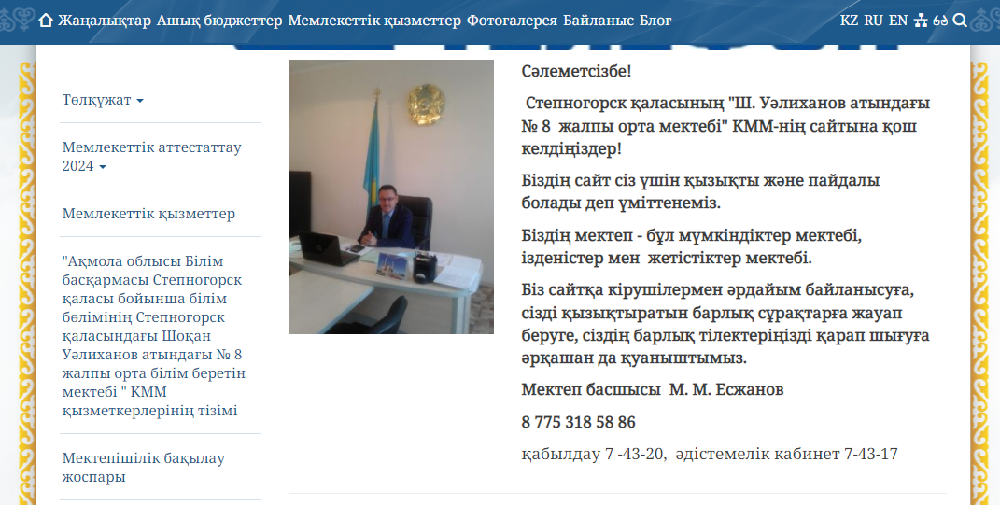 Жаңалықтар Ашық бюджеттер Мемлекеттік қызметтер Фотогалерея Байланыс Блог
KZ RU EN
Төлқұжат
Мемлекеттік аттестаттау
2024
Мемлекеттік қызметтер
"Ақмола облысы Білім
басқармасы Степногорск
қаласы бойынша білім
бөлімінің Степногорск
қаласындағы Шоқан
Уәлиханов атындағы № 8
жалпы орта білім беретін
мектебі " КММ
қызметкерлерінің тізімі
Мектепішілік бақылау
жоспары
Сәлеметсізбе!
Степногорск қаласының "Ш. Уәлиханов атындағы
№ 8 жалпы орта мектебі" КММ-нің сайтына қош
келдіңіздер!
Біздің сайт сіз үшін қызықты және пайдалы
болады деп үміттенеміз.
Біздің мектеп - бұл мүмкіндіктер мектебі,
ізденістер мен жетістіктер мектебі.
Біз сайтқа кірушілермен әрдайым байланысуға,
сізді қызықтыратын барлық сұрақтарға жауап
беруге, сіздің барлық тілектеріңізді қарап шығуға
әрқашан да қуаныштымыз.
Мектеп басшысы М. М. Есжанов
8 775 318 58 86
қабылдау 7 -43-20, әдістемелік кабинет 7-43-17